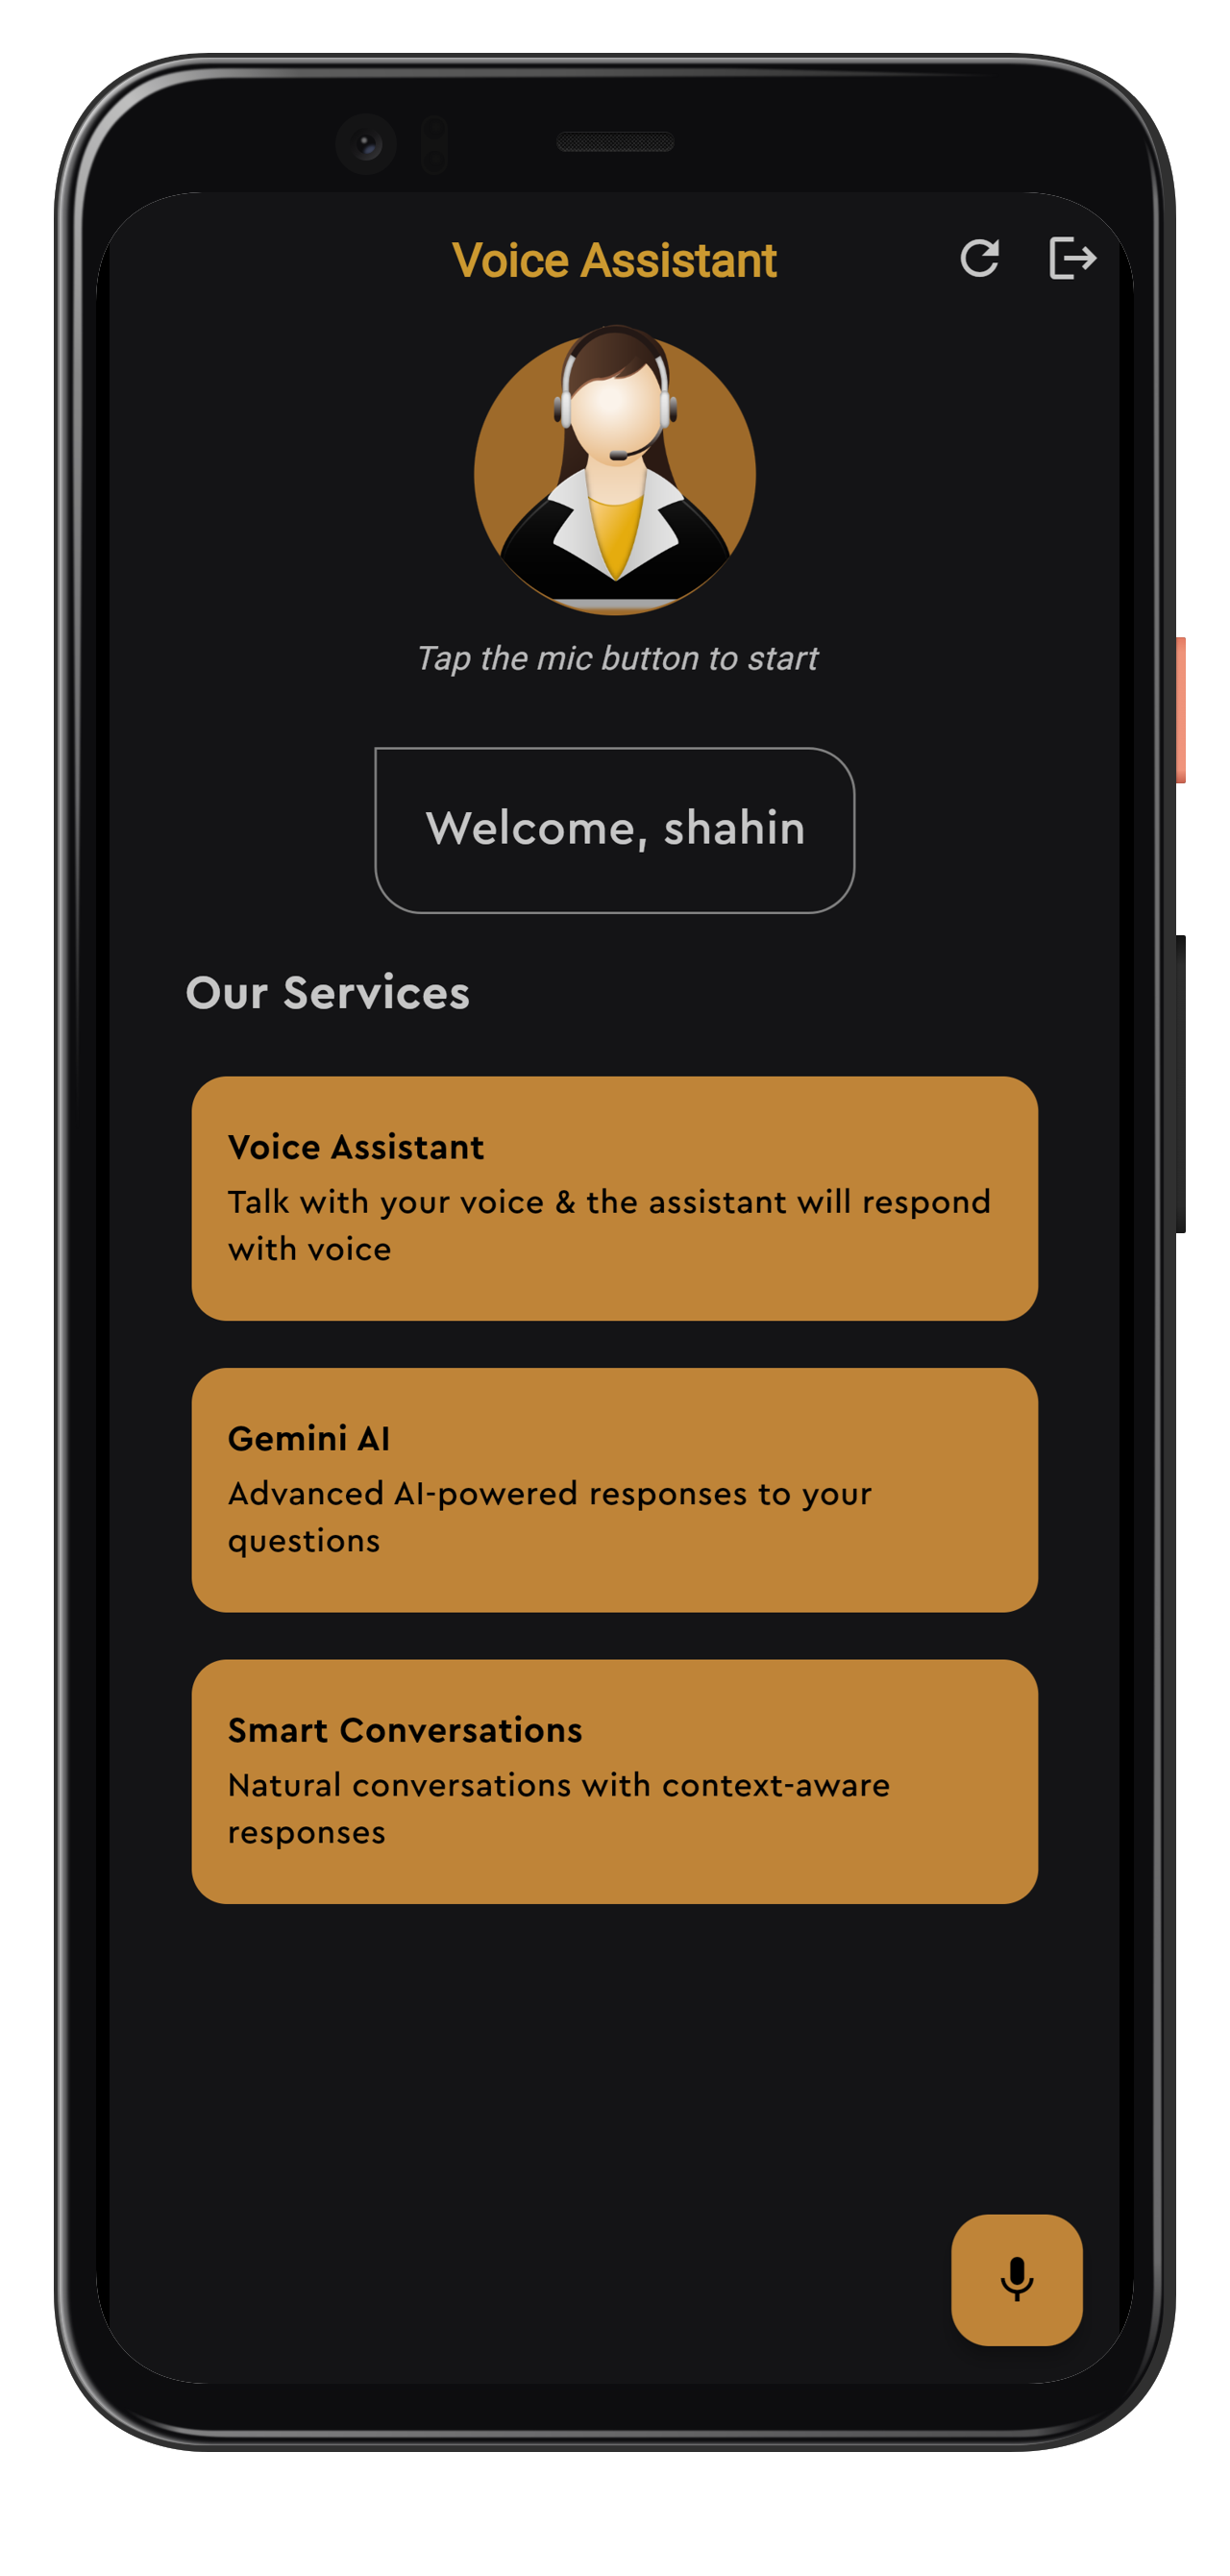 Voice Assistant
Tap the mic button to start
Welcome, shahin
Our Services
Voice Assistant
Talk with your voice & the assistant will respond
with voice
Gemini AI
Advanced AI-powered responses to your
questions
Smart Conversations
Natural conversations with context-aware
responses